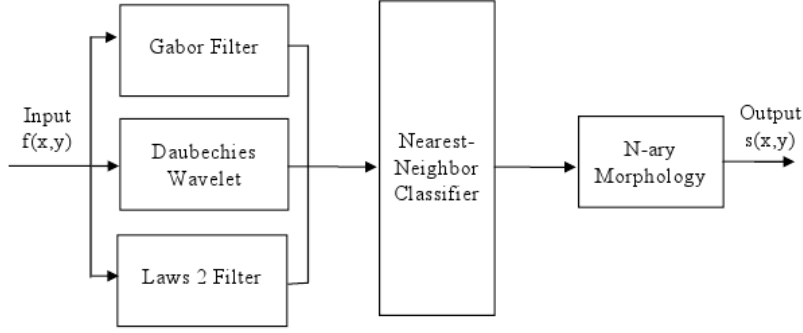 Input
f(x,y)
Gabor Filter
Daubechies
Wavelet
Laws 2 Filter
Nearest-
Neighbor
Classifier
N-ary
Morphology
Output
s(x,y)